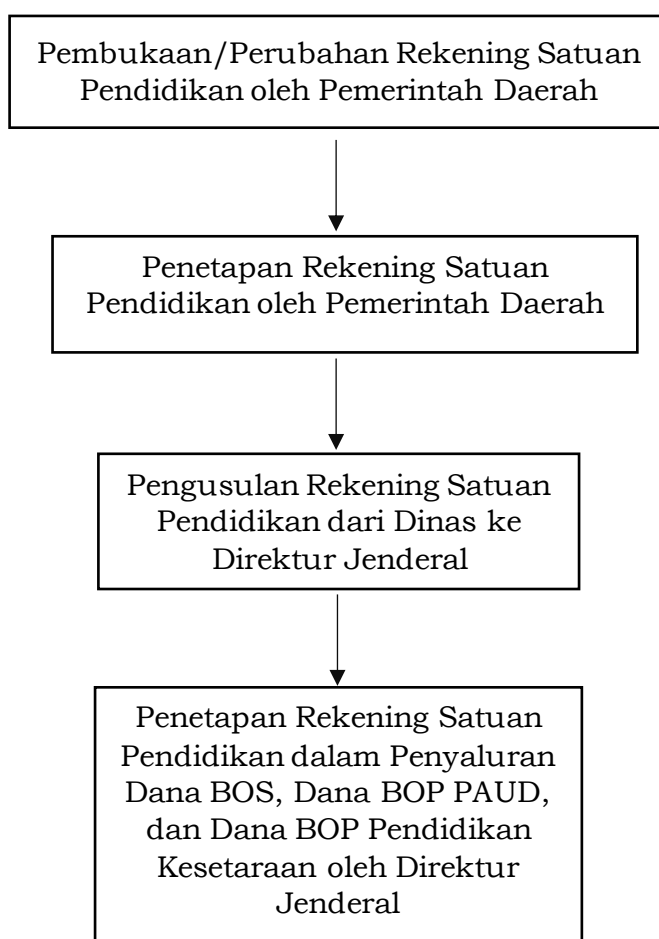 Pembukaan/Perubahan Rekening Satuan
Pendidikan oleh Pemerintah Daerah
Penetapan Rekening Satuan
Pendidikan oleh Pemerintah Daerah
Pengusulan Rekening Satuan
Pendidikan dari Dinas ke
Direktur Jenderal
Penetapan Rekening Satuan
Pendidikan dalam Penyaluran
Dana BOS, Dana BOP PAUD,
dan Dana BOP Pendidikan
Kesetaraan oleh Direktur
Jenderal